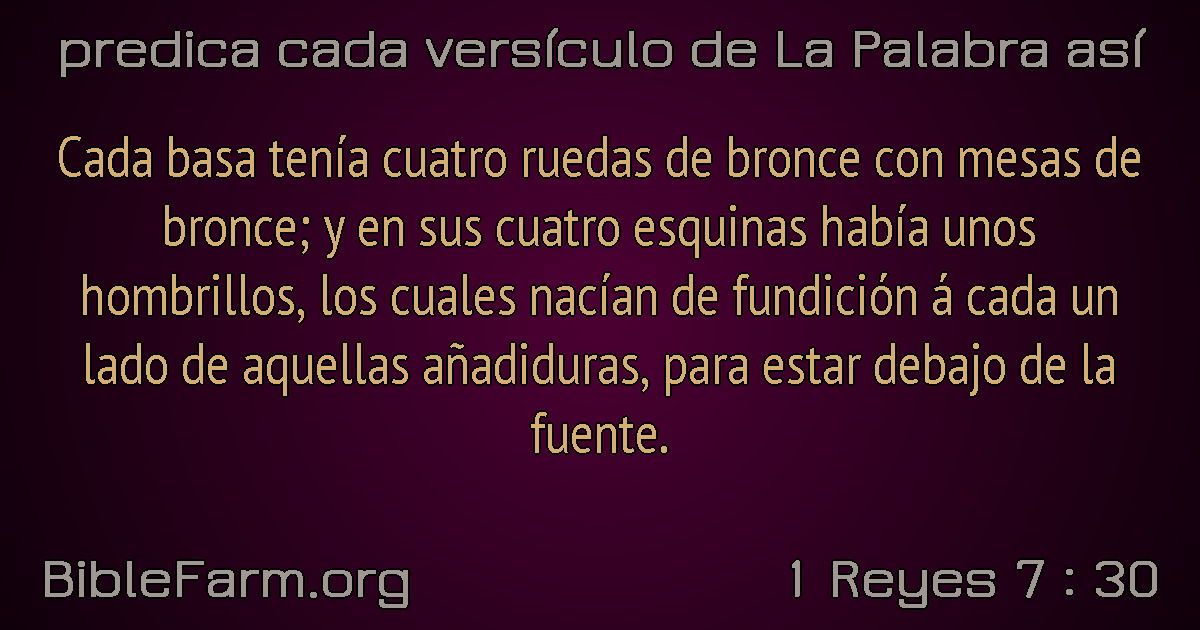 predica cada versículo de La Palabra así
Cada basa tenía cuatro ruedas de bronce con mesas de
bronce; y en sus cuatro esquinas había unos
hombrillos, los cuales nacían de fundición á cada un
lado de aquellas añadiduras, para estar debajo de la
fuente.
BibleFarm.org
1 Reyes 7 : 30